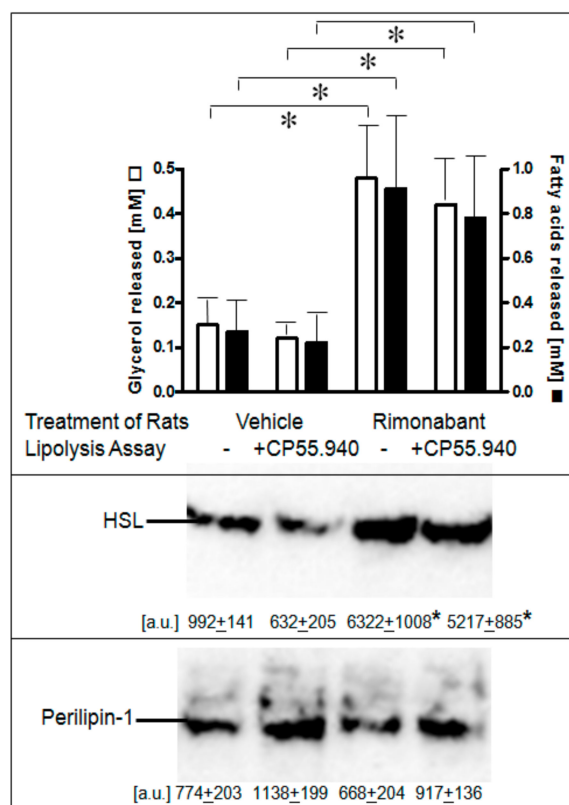 * 
*
*
*
Glycerol released [mM] □
0.5
0.4
0.3
0.2
0.1
0.0
1.0
0.8
0.6
0.4
0.2
0.0
Fatty acids released [mM] ■
Treatment of Rats Vehicle Rimonabant
Lipolysis Assay - +CP55.940 - +CP55.940
HSL
[a.u.] 992±141 632±205 6322±1008* 5217±885*
Perilipin-1
[a.u.] 774±203 1138±199 668±204 917±136